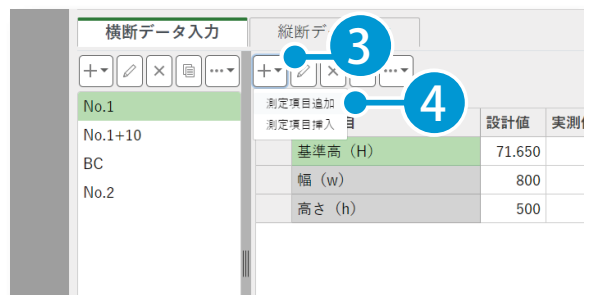 横断データ入力
縦断デ
3
No.1
No.1+10
BC
No.2
測定項目追加
測定項目挿入
4
目 設計値 実測
基準高（H） 71.650
幅（w） 800
高さ（h） 500